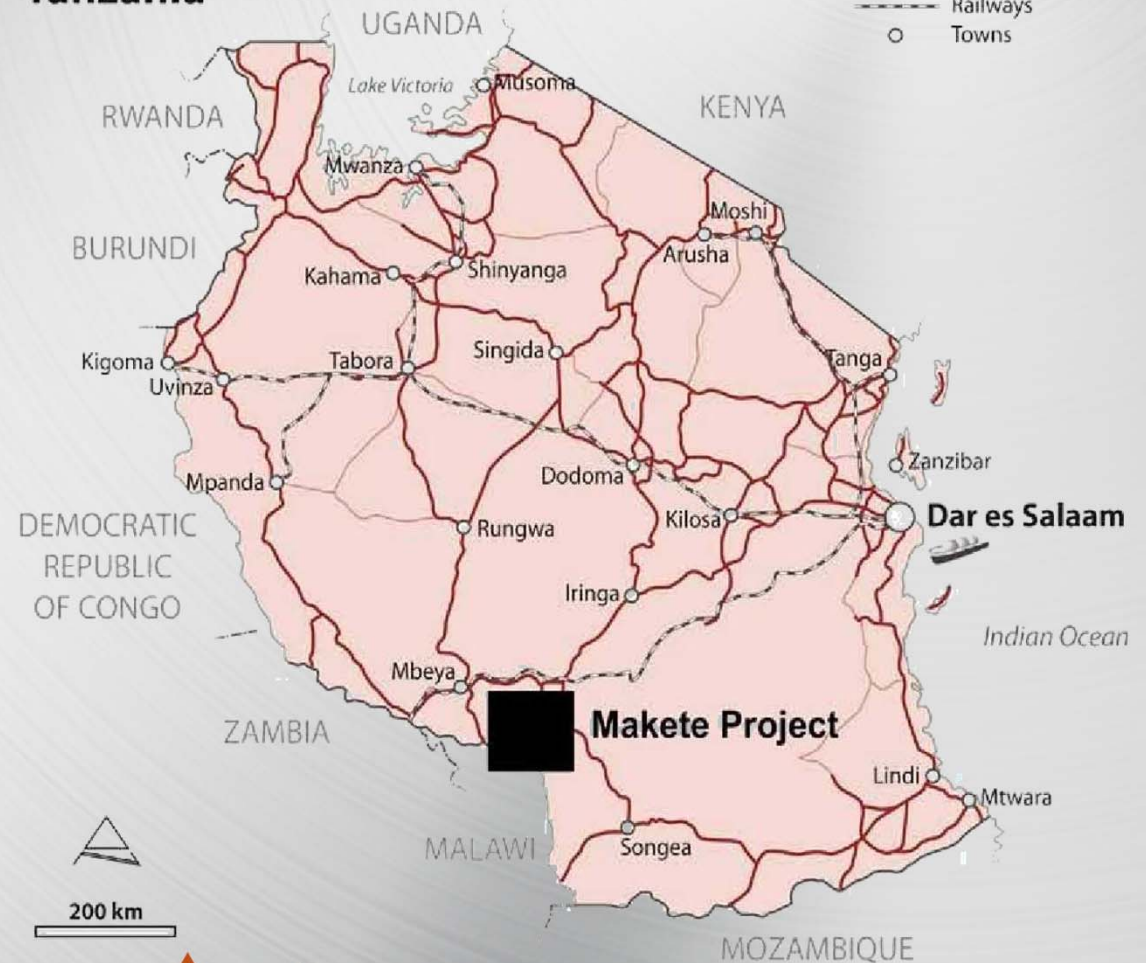 Tanzania
Railways
Towns
UGANDA
Lake Victoria
Musoma
RWANDA
KENYA
Mwanza
Moshi
BURUNDI
Arusha
Kahama
Shinyanga
Kigoma
Tabora
Singida
Tanga
Uvinza
Zanzibar
Dodoma
Mpanda
Kilosa
Dar es Salaam
DEMOCRATIC
REPUBLIC
OF CONGO
Rungwa
Iringa
Indian Ocean
Mbeya
ZAMBIA
Makete Project
Lindi
Mtwara
MALAWI
Songea
200 km
MOZAMBIQUE